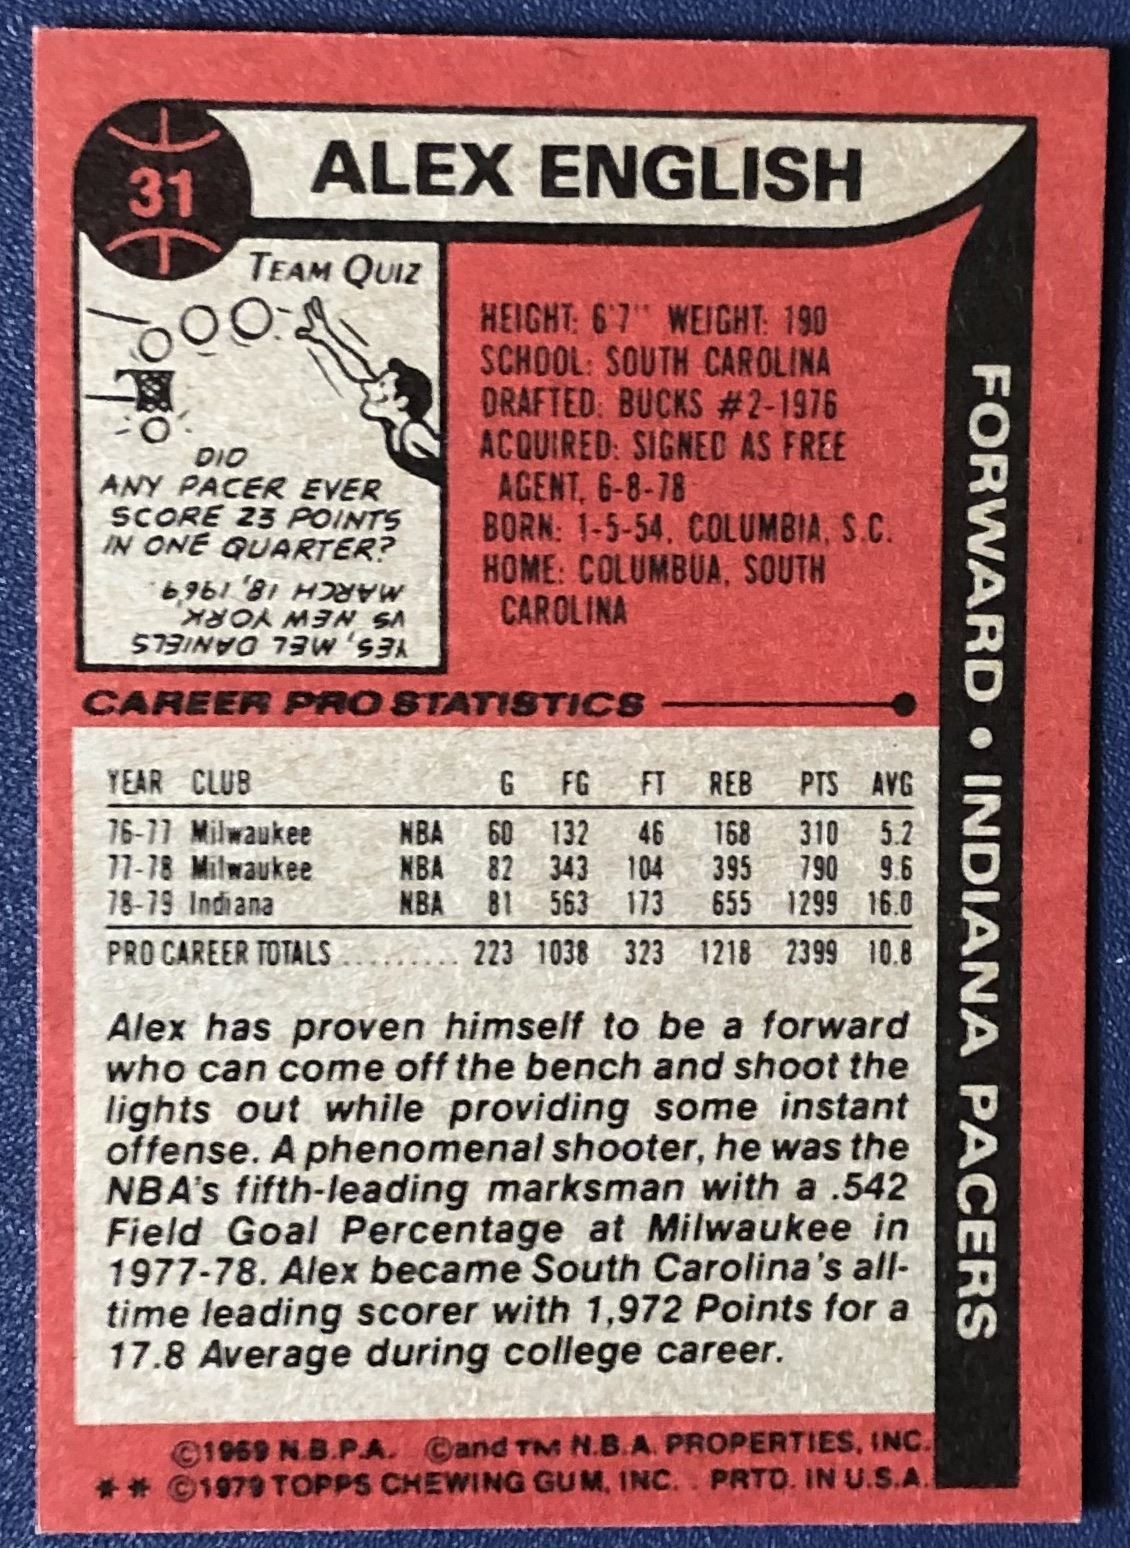 31
ALEX ENGLISH
TEAM QUIZ
DID
ANY PACER EVER
SCORE 23 POINTS
IN ONE QUARTER?
YES, MEL DANIELS
VS NEW YORK
MARCH 18, 1969.
HEIGHT: 6'7" WEIGHT: 190
SCHOOL: SOUTH CAROLINA
DRAFTED: BUCKS #2-1976
ACQUIRED: SIGNED AS FREE
AGENT, 6-8-78
BORN: 1-5-54, COLUMBIA, S.C.
HOME: COLUMBUA, SOUTH
CAROLINA
FORWARD • INDIANA PACERS
CAREER PRO STATISTICS
YEAR CLUB G FG FT REB PTS AVG
76-77 Milwaukee NBA 60 132 46 168 310 5.2
77-78 Milwaukee NBA 82 343 104 395 790 9.6
78-79 Indiana NBA 81 563 173 655 1299 16.0
PRO CAREER TOTALS .......... 223 1038 323 1218 2399 10.8
Alex has proven himself to be a forward
who can come off the bench and shoot the
lights out while providing some instant
offense. A phenomenal shooter, he was the
NBA's fifth-leading marksman with a .542
Field Goal Percentage at Milwaukee in
1977-78. Alex became South Carolina's all-
time leading scorer with 1,972 Points for a
17.8 Average during college career.
©1969 N.B.P.A. ©and TM N.B.A. PROPERTIES, INC.
** ©1979 TOPPS CHEWING GUM, INC. PRTD. IN U.S.A.